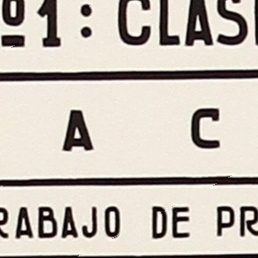 º1: CLAS
A C
RABAJO DE PR